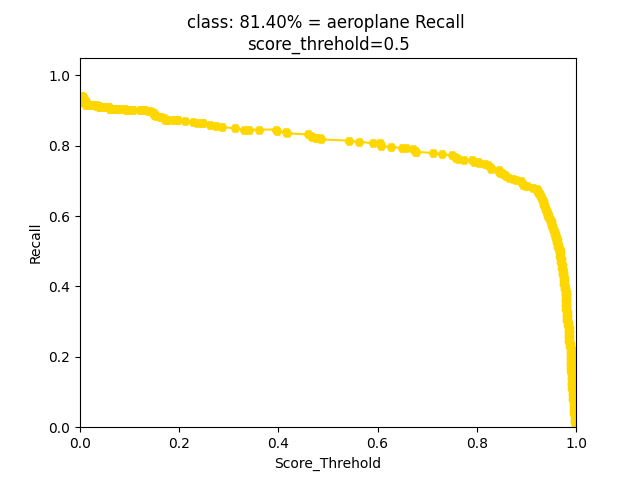 class: 81.40% = aeroplane Recall
score_threhold=0.5
1.0
0.8
0.6
0.4
0.2
0.0
Recall
0.0 0.2 0.4 0.6 0.8 1.0
Score_Threhold